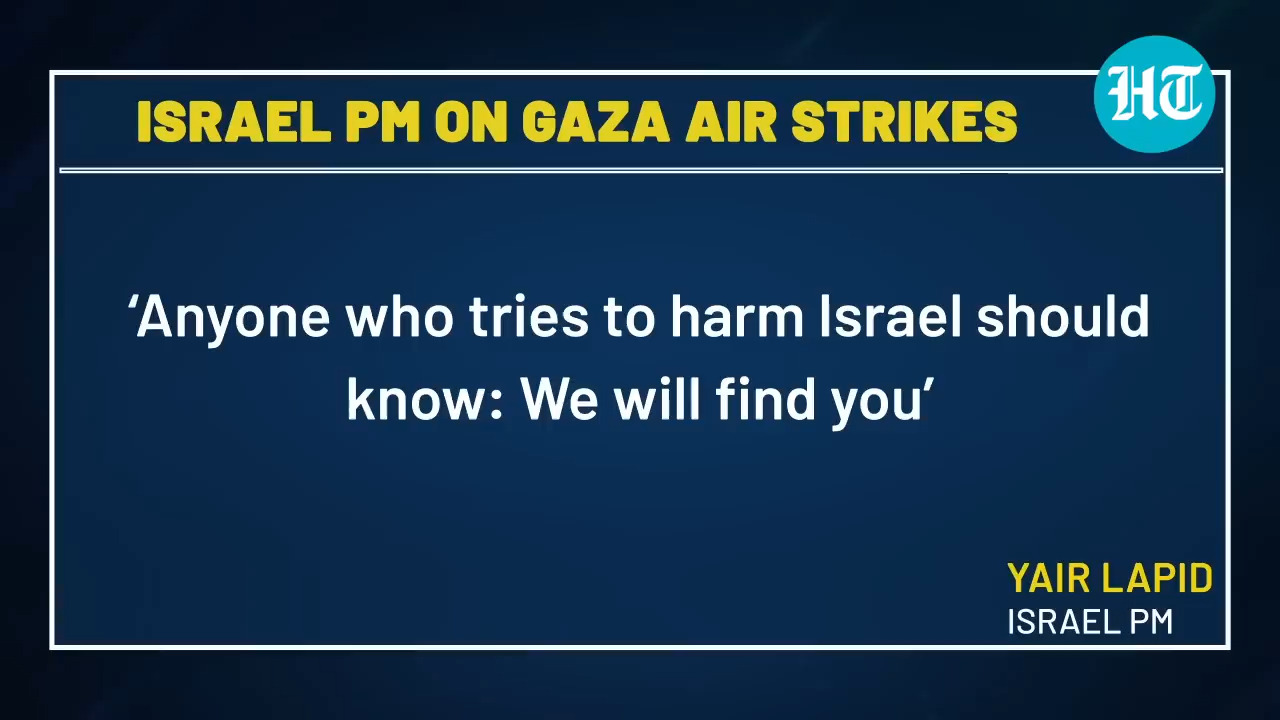 HT
ISRAEL PM ON GAZA AIR STRIKES
‘Anyone who tries to harm Israel should
know: We will find you’
YAIR LAPID
ISRAEL PM